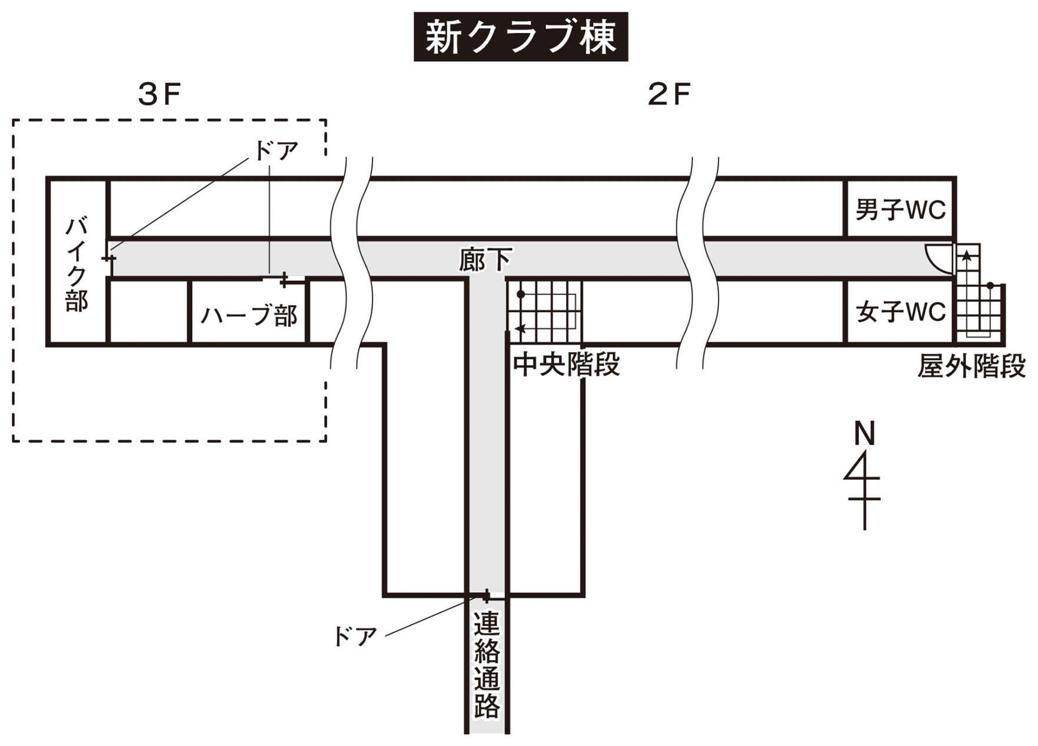 新クラブ棟
3F
2F
ドア
バイク部
男子WC
廊下
ハーブ部
女子WC
中央階段
屋外階段
N
ドア
連絡通路